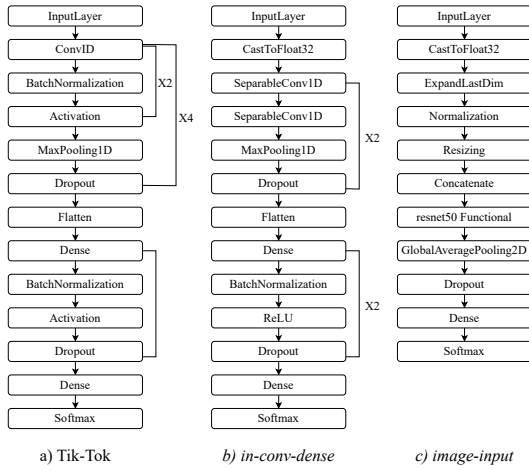 InputLayer
ConvID
BatchNormalization
Activation
MaxPooling1D
Dropout
Flatten
Dense
BatchNormalization
Activation
Dropout
Dense
Softmax
X2
X4
a) Tik-Tok
InputLayer
CastToFloat32
SeparableConv1D
SeparableConv1D
MaxPooling1D
Dropout
Flatten
Dense
BatchNormalization
ReLU
Dropout
Dense
Softmax
X2
X2
b) in-conv-dense
InputLayer
CastToFloat32
ExpandLastDim
Normalization
Resizing
Concatenate
resnet50 Functional
GlobalAveragePooling2D
Dropout
Dense
Softmax
c) image-input